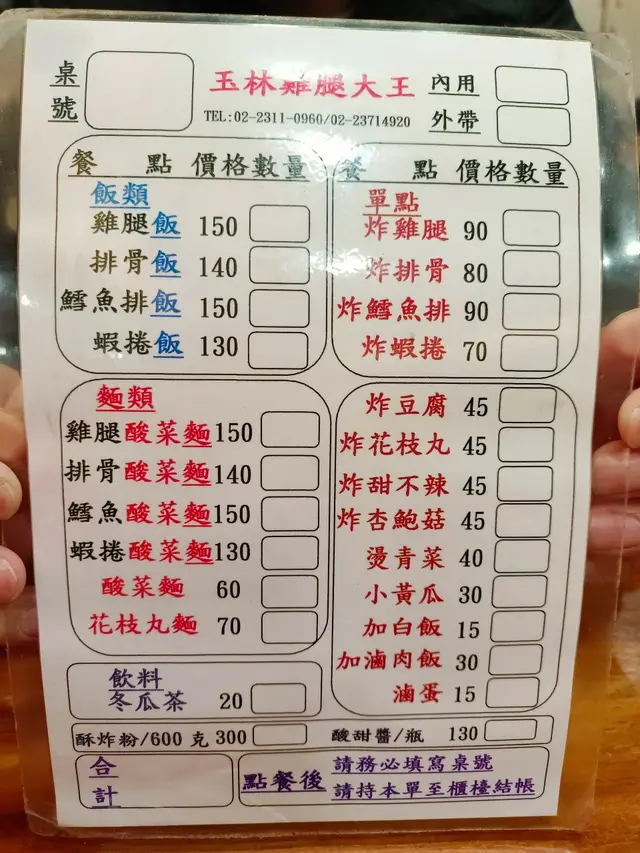 桌號
玉林雞腿大王
TEL:02-2311-0960/02-23714920
內用
外帶
餐 點 價格數量
飯類
雞腿飯 150
排骨飯 140
鱈魚排飯 150
蝦捲飯 130
麵類
雞腿酸菜麵 150
排骨酸菜麵 140
鱈魚酸菜麵 150
蝦捲酸菜麵 130
酸菜麵 60
花枝丸麵 70
飲料
冬瓜茶 20
餐 點 價格數量
單點
炸雞腿 90
炸排骨 80
炸鱈魚排 90
炸蝦捲 70
炸豆腐 45
炸花枝丸 45
炸甜不辣 45
炸杏鮑菇 45
燙青菜 40
小黃瓜 30
加白飯 15
加滷肉飯 30
滷蛋 15
酥炸粉/600 克 300
酸甜醬/瓶 130
合計
點餐後
請務必填寫桌號
請持本單至櫃檯結帳